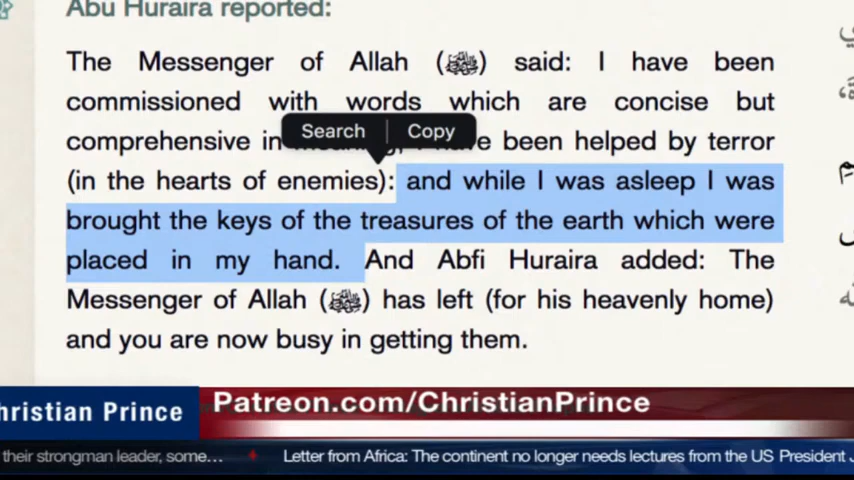 Abu Huraira reported:
The Messenger of Allah (ﷺ) said: I have been
commissioned with words which are concise but
Search Copy
comprehensive in meaning; I have been helped by terror
(in the hearts of enemies): and while I was asleep I was
brought the keys of the treasures of the earth which were
placed in my hand. And Abfi Huraira added: The
Messenger of Allah (ﷺ) has left (for his heavenly home)
and you are now busy in getting them.
hristian Prince
Patreon.com/ChristianPrince
their strongman leader, some...
Letter from Africa: The continent no longer needs lectures from the US President